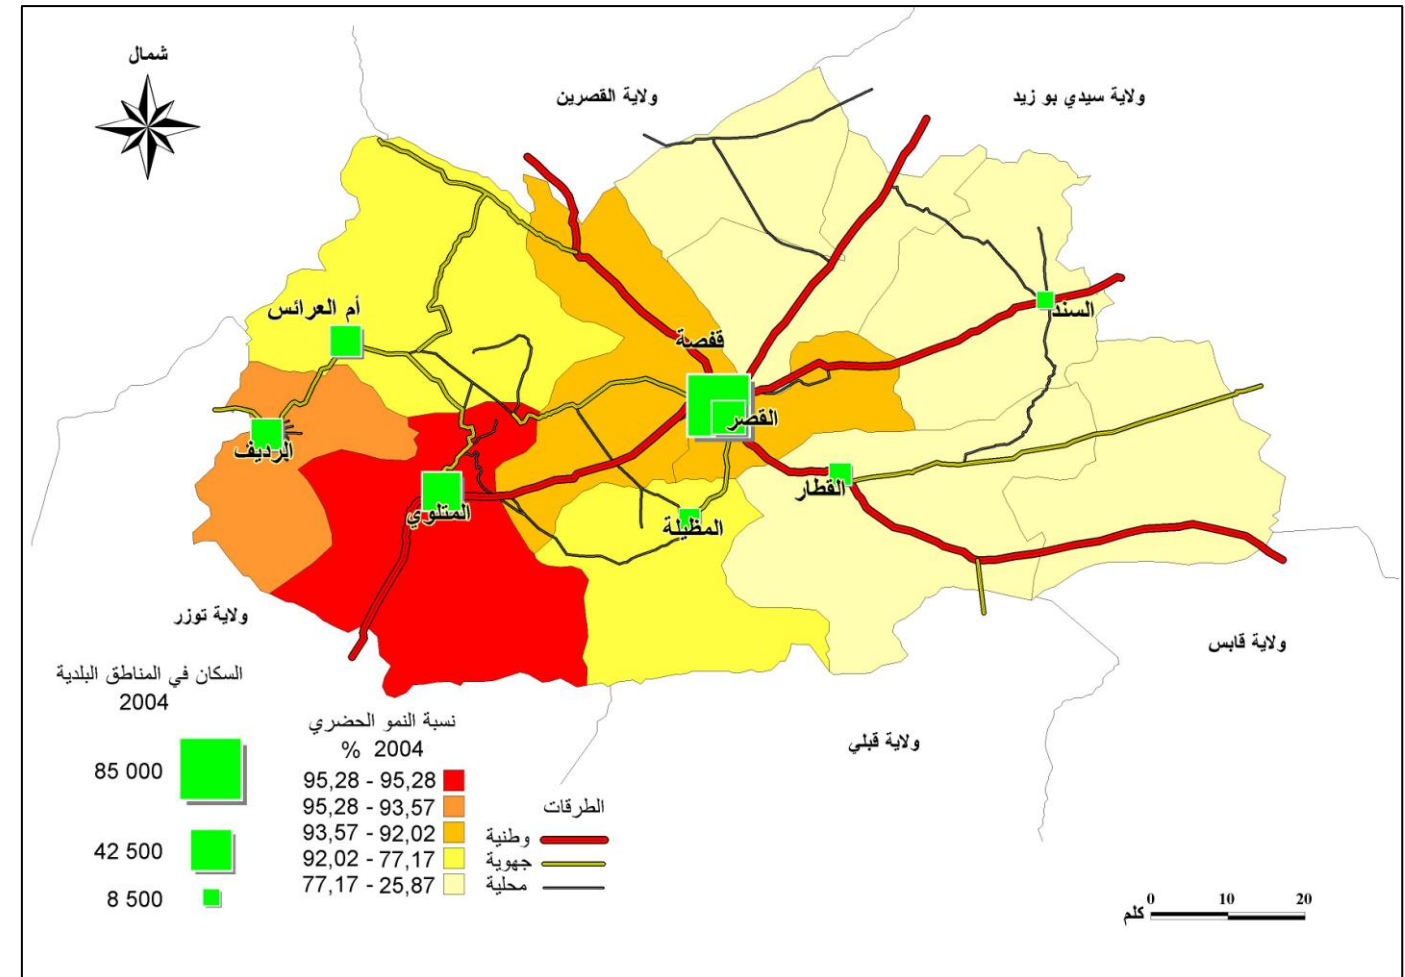 شمال
ولاية القصرين
ولاية سيدي بو زيد
أم العرائس
السند
قفصة
القصر
الرديف
القطار
المتلوي
المظيلة
ولاية توزر
ولاية قابس
ولاية قبلي
السكان في المناطق البلدية
2004
85 000
42 500
8 500
نسبة النمو الحضري
% 2004
95,28 - 95,28
95,28 - 93,57
93,57 - 92,02
92,02 - 77,17
77,17 - 25,87
الطرقات
وطنية
جهوية
محلية
0 10 20
كلم